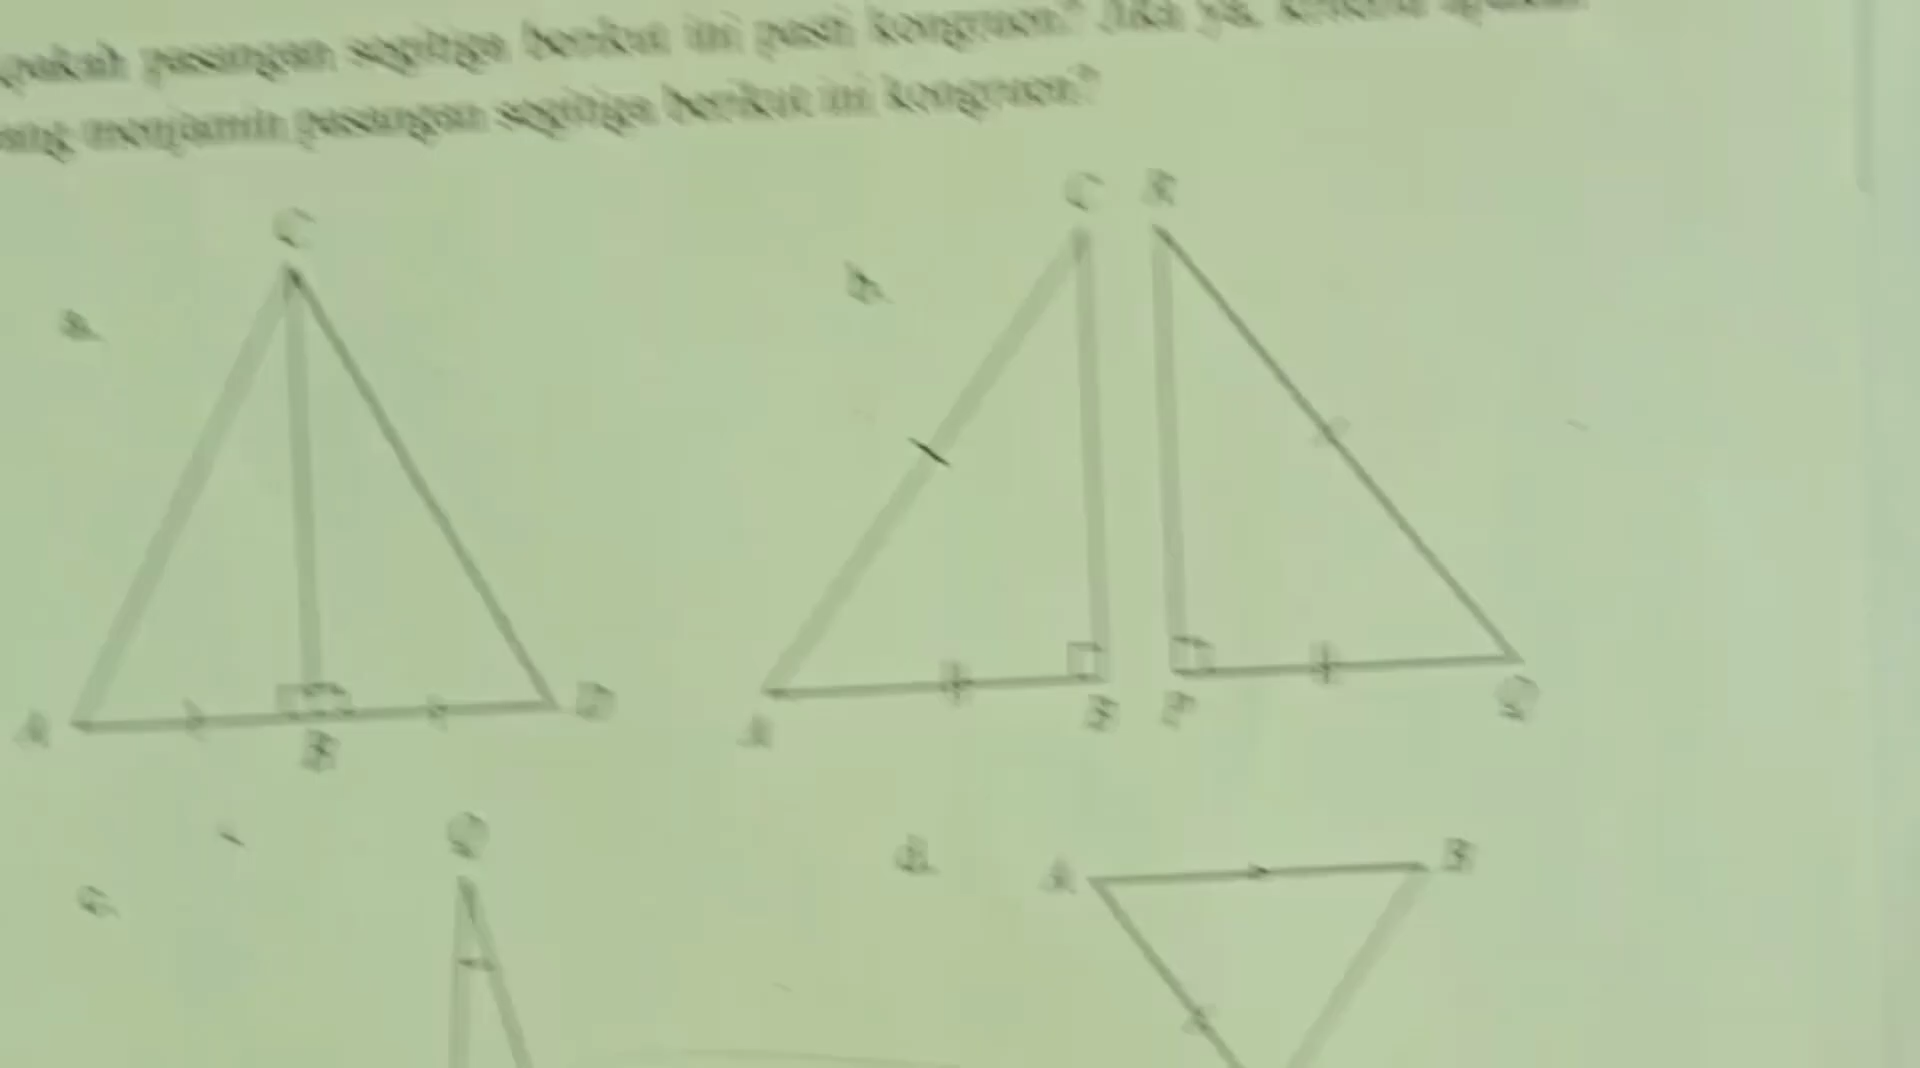 pakah pasangan segitiga berikut ini pasti kongruen? Jika ya, kriteria apakah
ang menjamin pasangan segitiga berikut ini kongruen?
C
C R
b.
a.
A B D
A B P Q
Q
c.
d. A B